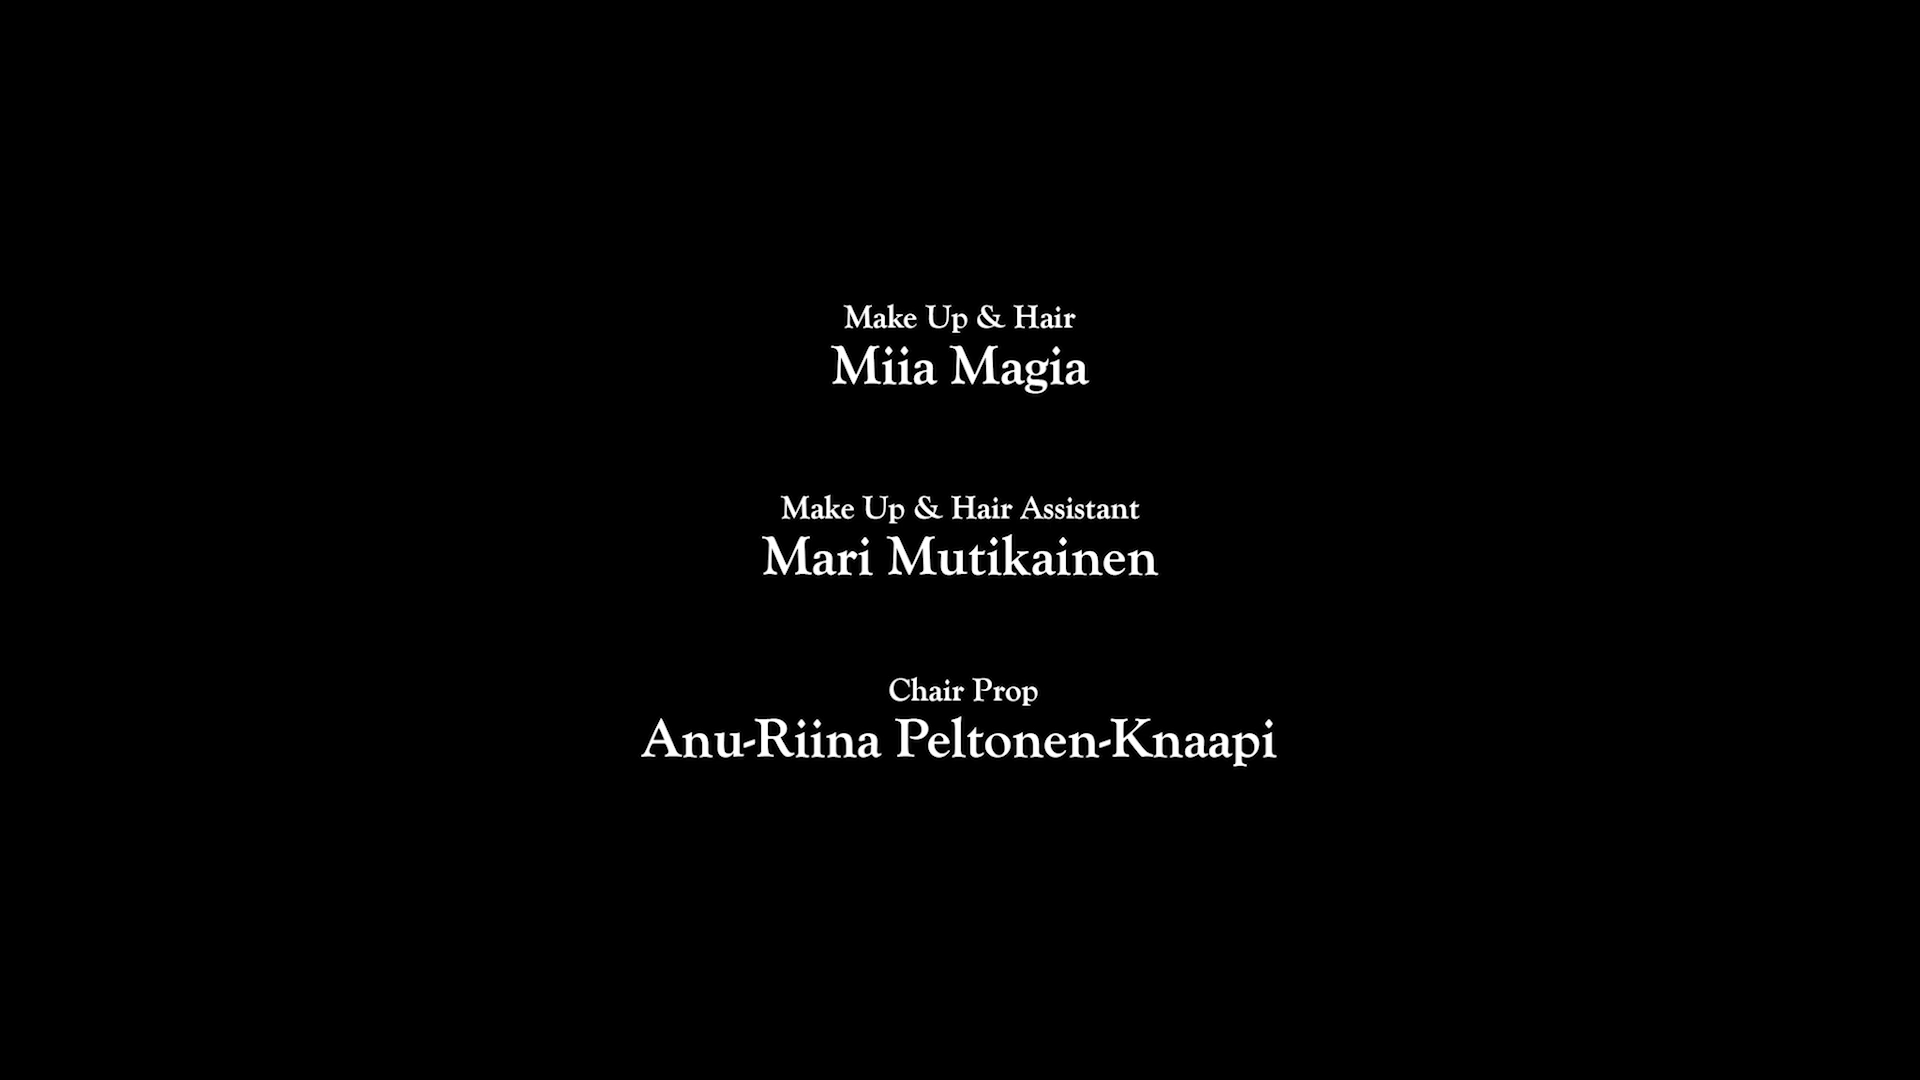 Make Up & Hair
Miia Magia
Make Up & Hair Assistant
Mari Mutikainen
Chair Prop
Anu-Riina Peltonen-Knaapi